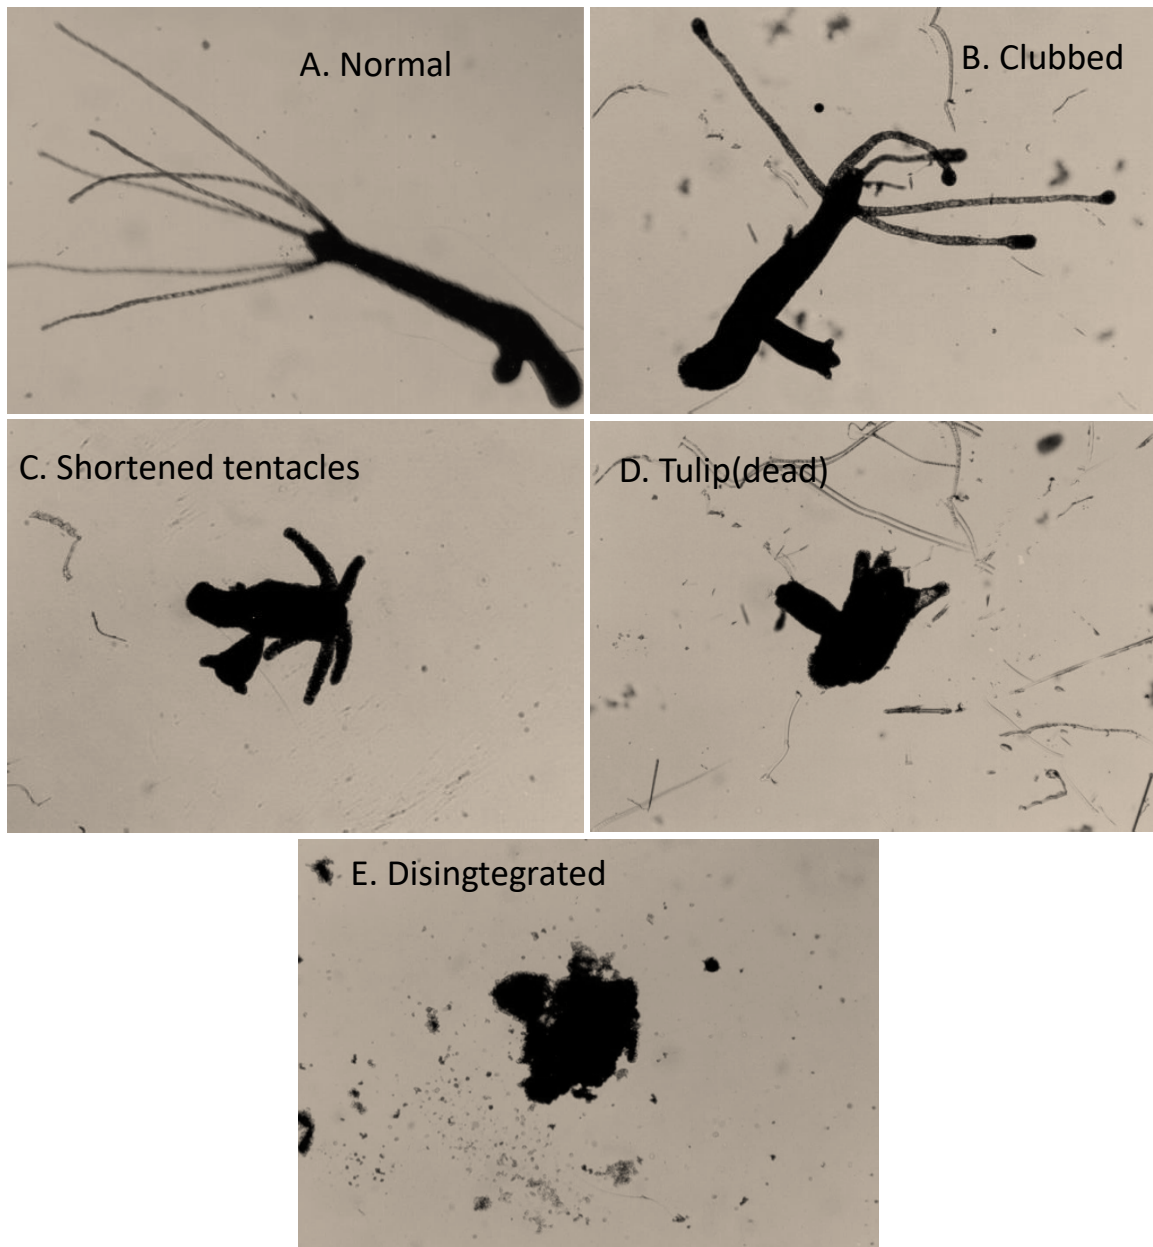 A. Normal
B. Clubbed
C. Shortened tentacles
D. Tulip(dead)
E. Disingtegrated